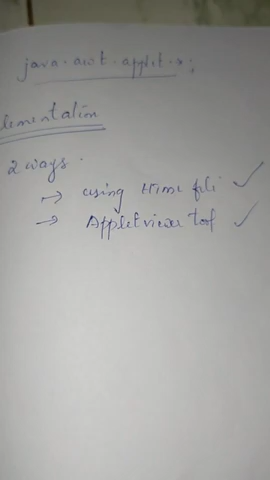 java.awt.applet.*;
lementation
2 ways.
→ using Html file ✓
→ Appletviewer tool ✓